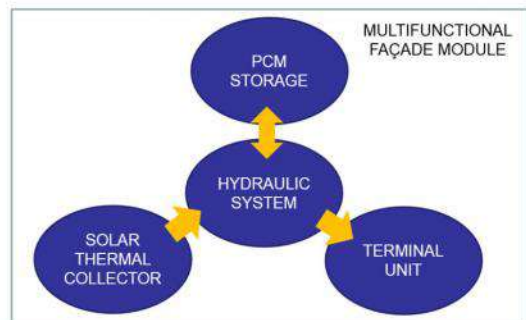 MULTIFUNCTIONAL
FAÇADE MODULE
PCM
STORAGE
HYDRAULIC
SYSTEM
SOLAR
THERMAL
COLLECTOR
TERMINAL
UNIT